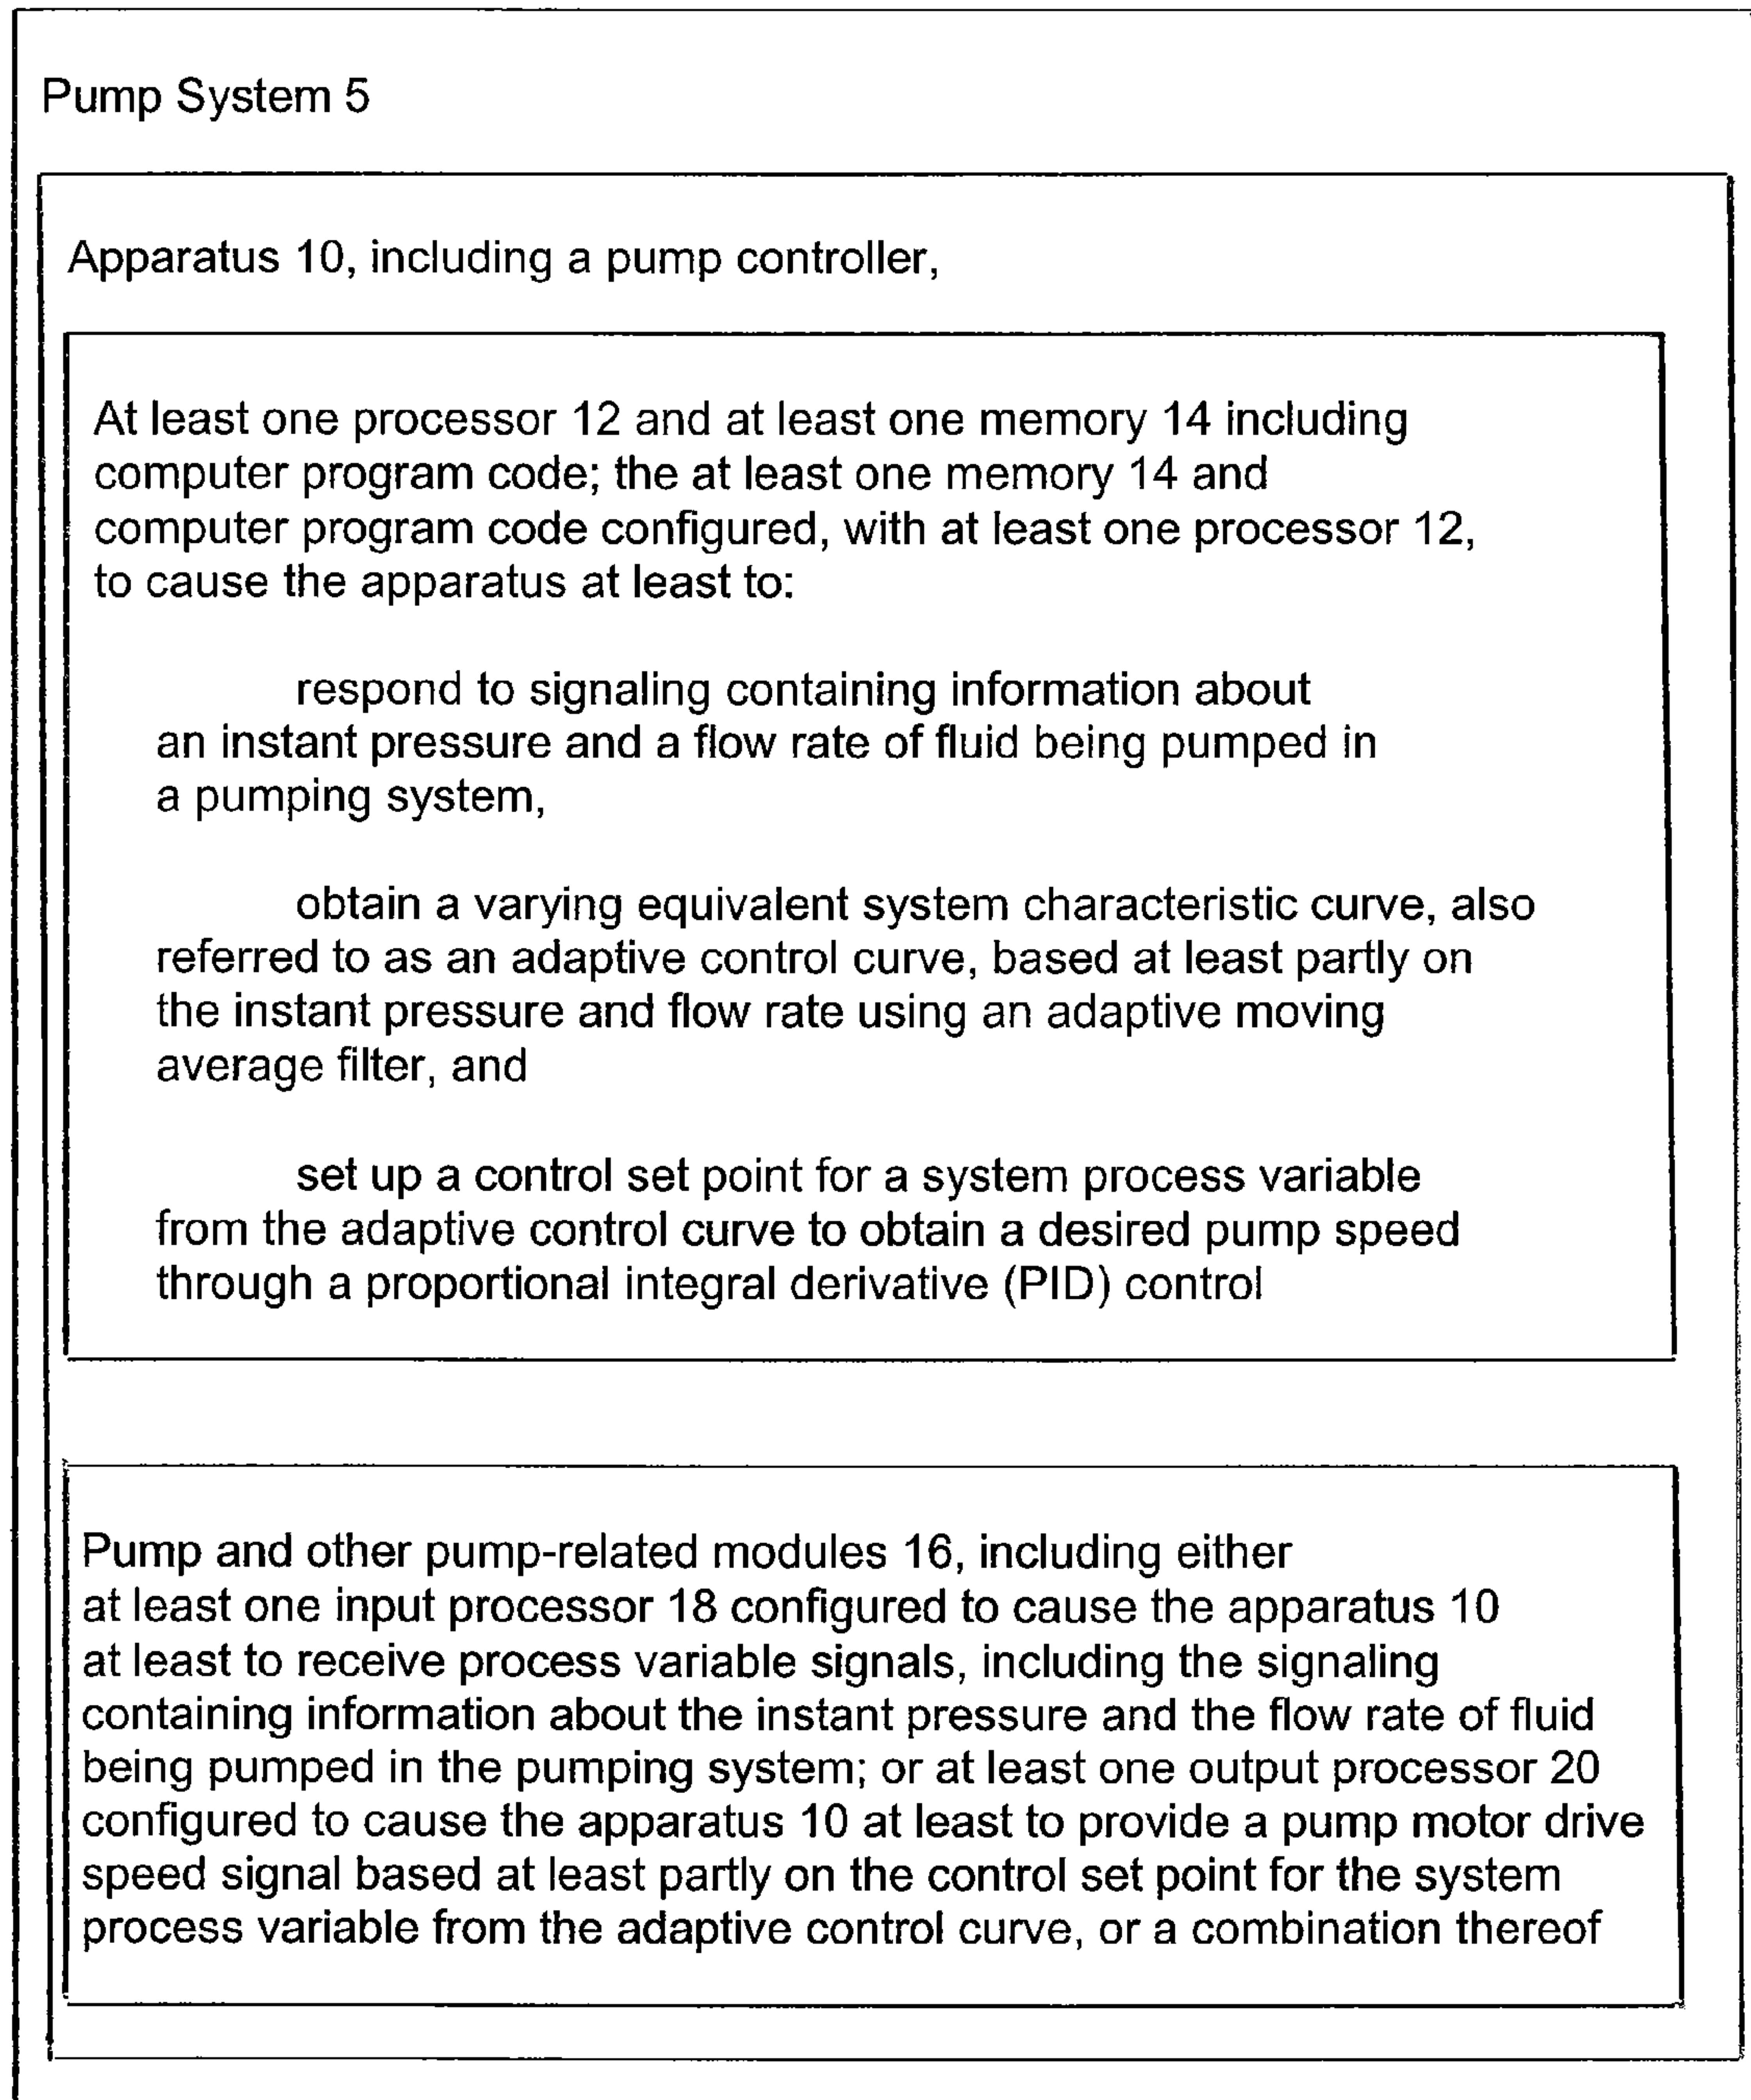 Pump System 5
Apparatus 10, including a pump controller,
At least one processor 12 and at least one memory 14 including
computer program code; the at least one memory 14 and
computer program code configured, with at least one processor 12,
to cause the apparatus at least to:
respond to signaling containing information about
an instant pressure and a flow rate of fluid being pumped in
a pumping system,
obtain a varying equivalent system characteristic curve, also
referred to as an adaptive control curve, based at least partly on
the instant pressure and flow rate using an adaptive moving
average filter, and
set up a control set point for a system process variable
from the adaptive control curve to obtain a desired pump speed
through a proportional integral derivative (PID) control
Pump and other pump-related modules 16, including either
at least one input processor 18 configured to cause the apparatus 10
at least to receive process variable signals, including the signaling
containing information about the instant pressure and the flow rate of fluid
being pumped in the pumping system; or at least one output processor 20
configured to cause the apparatus 10 at least to provide a pump motor drive
speed signal based at least partly on the control set point for the system
process variable from the adaptive control curve, or a combination thereof